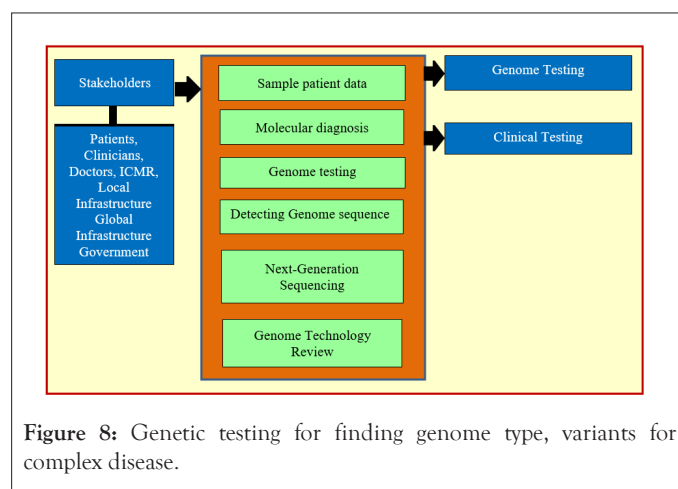 Stakeholders
Patients,
Clinicians,
Doctors, ICMR,
Local
Infrastructure
Global
Infrastructure
Government
Sample patient data
Molecular diagnosis
Genome testing
Detecting Genome sequence
Next-Generation
Sequencing
Genome Technology
Review
Genome Testing
Clinical Testing
Figure 8: Genetic testing for finding genome type, variants for
complex disease.